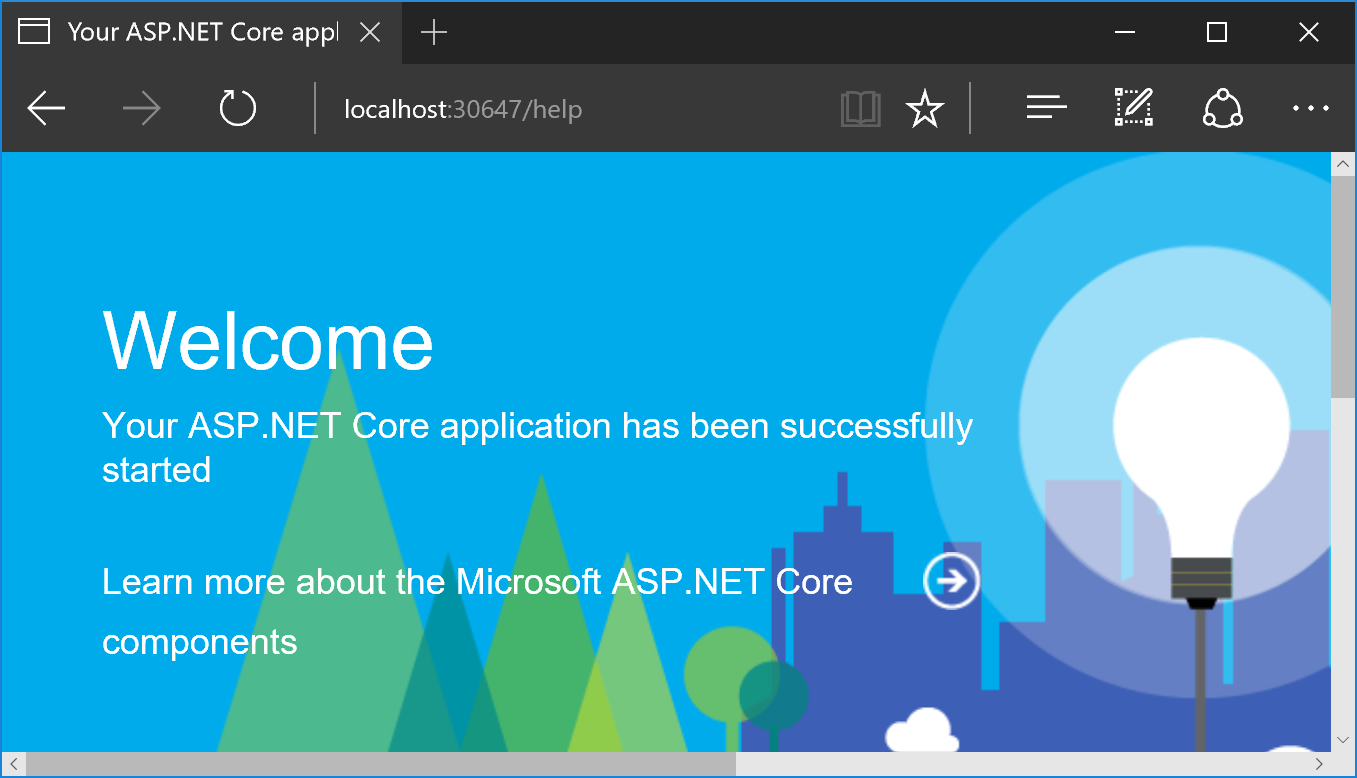 Your ASP.NET Core appl
localhost:30647/help
Welcome
Your ASP.NET Core application has been successfully
started
Learn more about the Microsoft ASP.NET Core
components